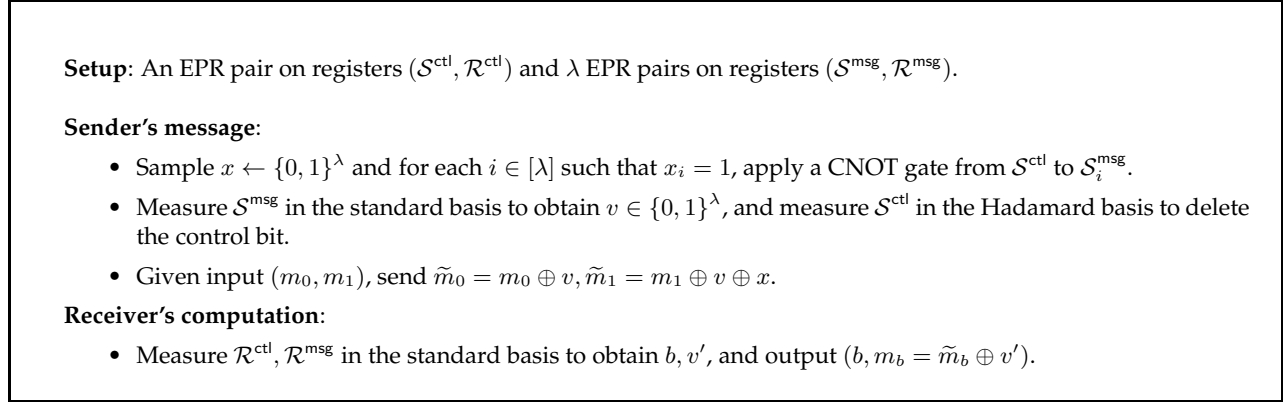 Setup: An EPR pair on registers (𝒮^ctl, ℛ^ctl) and λ EPR pairs on registers (𝒮^msg, ℛ^msg).
Sender's message:
• Sample x ← {0, 1}^λ and for each i ∈ [λ] such that x_i = 1, apply a CNOT gate from 𝒮^ctl to 𝒮_i^msg.
• Measure 𝒮^msg in the standard basis to obtain v ∈ {0, 1}^λ, and measure 𝒮^ctl in the Hadamard basis to delete
the control bit.
• Given input (m_0, m_1), send m̃_0 = m_0 ⊕ v, m̃_1 = m_1 ⊕ v ⊕ x.
Receiver's computation:
• Measure ℛ^ctl, ℛ^msg in the standard basis to obtain b, v′, and output (b, m_b = m̃_b ⊕ v′).